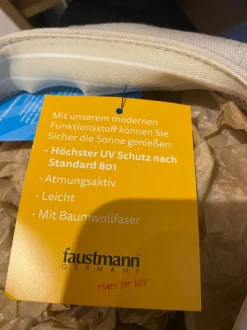 Mit unserem modernen
Funktionsstoff können Sie
Sicher die Sonne genießen:
- Höchster UV Schutz nach
Standard 801
- Atmungsaktiv
- Leicht
- Mit Baumwollfaser
faustmann
GERMANY
Hats for life